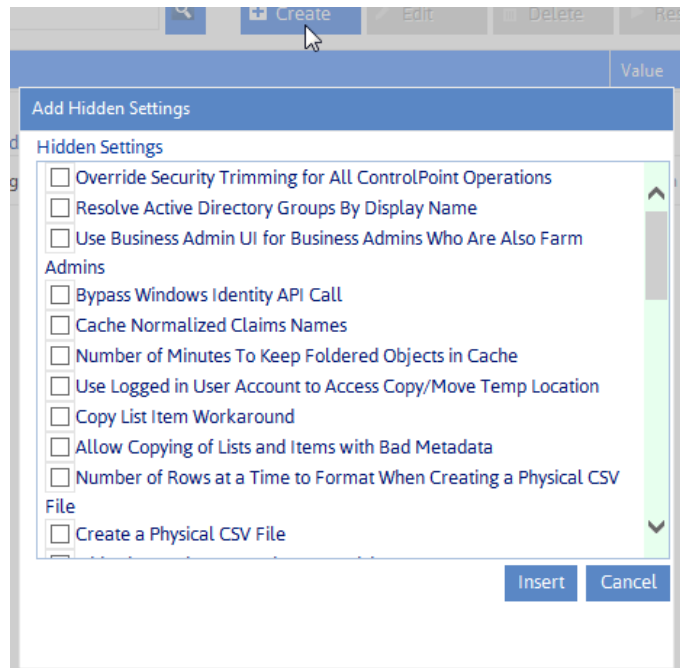 Create Edit Delete Res
Value
Add Hidden Settings
Hidden Settings
Override Security Trimming for All ControlPoint Operations
Resolve Active Directory Groups By Display Name
Use Business Admin UI for Business Admins Who Are Also Farm
Admins
Bypass Windows Identity API Call
Cache Normalized Claims Names
Number of Minutes To Keep Foldered Objects in Cache
Use Logged in User Account to Access Copy/Move Temp Location
Copy List Item Workaround
Allow Copying of Lists and Items with Bad Metadata
Number of Rows at a Time to Format When Creating a Physical CSV
File
Create a Physical CSV File
Insert Cancel